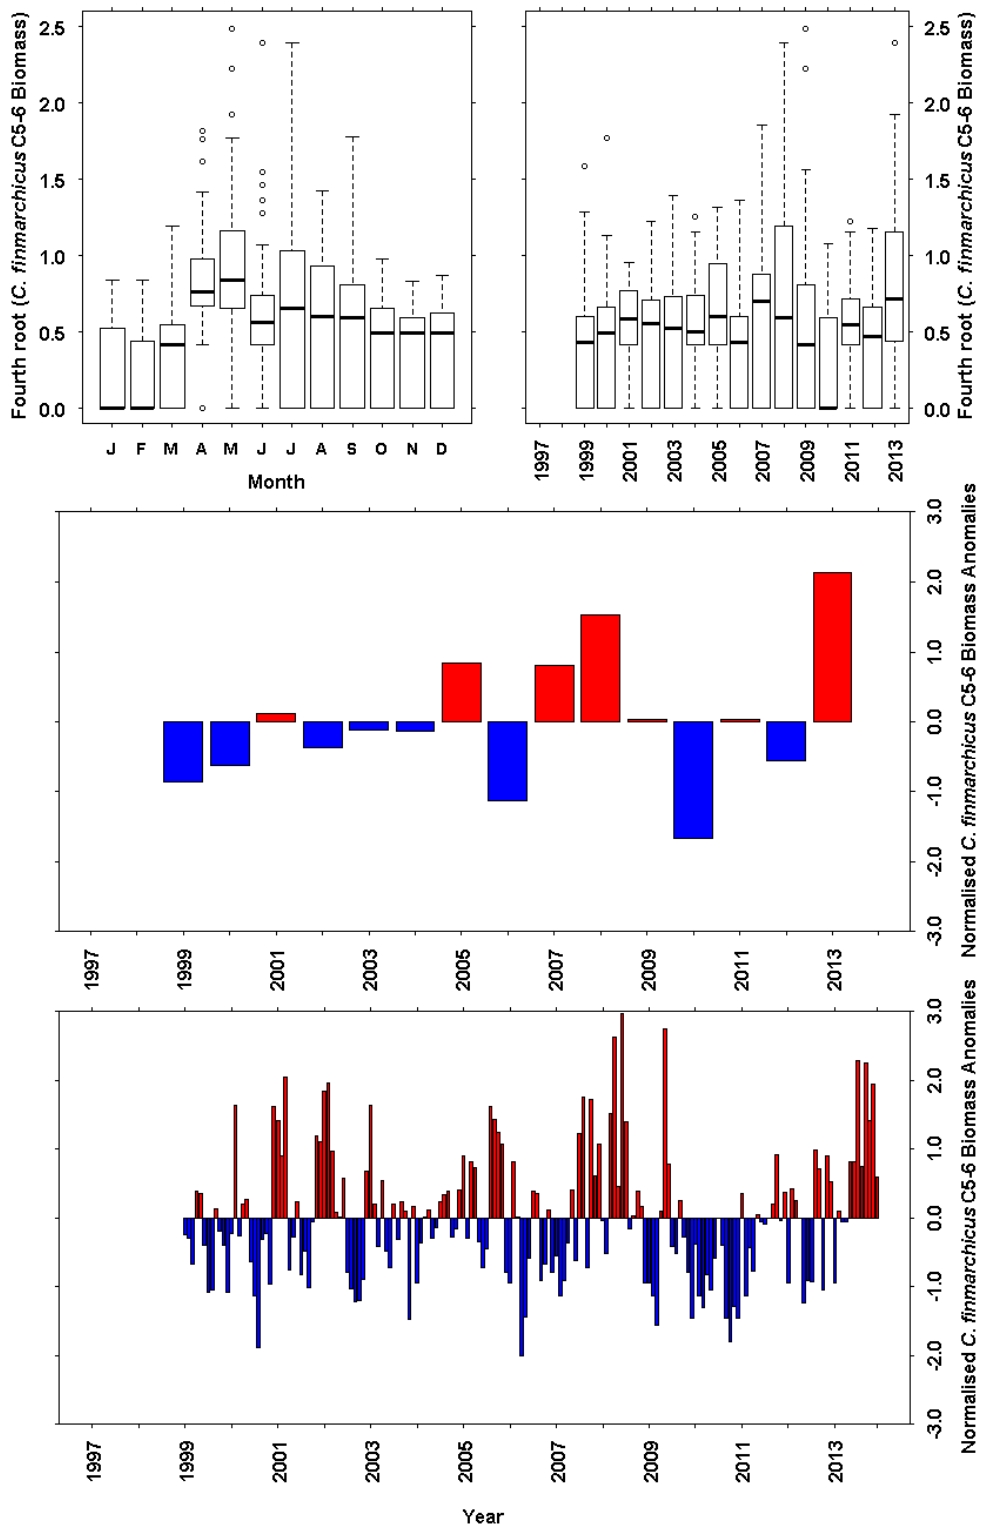 Fourth root (C. finmarchicus C5-6 Biomass)
2.5
2.0
1.5
1.0
0.5
0.0
J F M A M J J A S O N D
Month
2.5
2.0
1.5
1.0
0.5
0.0
Fourth root (C. finmarchicus C5-6 Biomass)
1997 1999 2001 2003 2005 2007 2009 2011 2013
3.0
2.0
1.0
0.0
-1.0
-2.0
-3.0
Normalised C. finmarchicus C5-6 Biomass Anomalies
1997 1999 2001 2003 2005 2007 2009 2011 2013
3.0
2.0
1.0
0.0
-1.0
-2.0
-3.0
Normalised C. finmarchicus C5-6 Biomass Anomalies
1997 1999 2001 2003 2005 2007 2009 2011 2013
Year